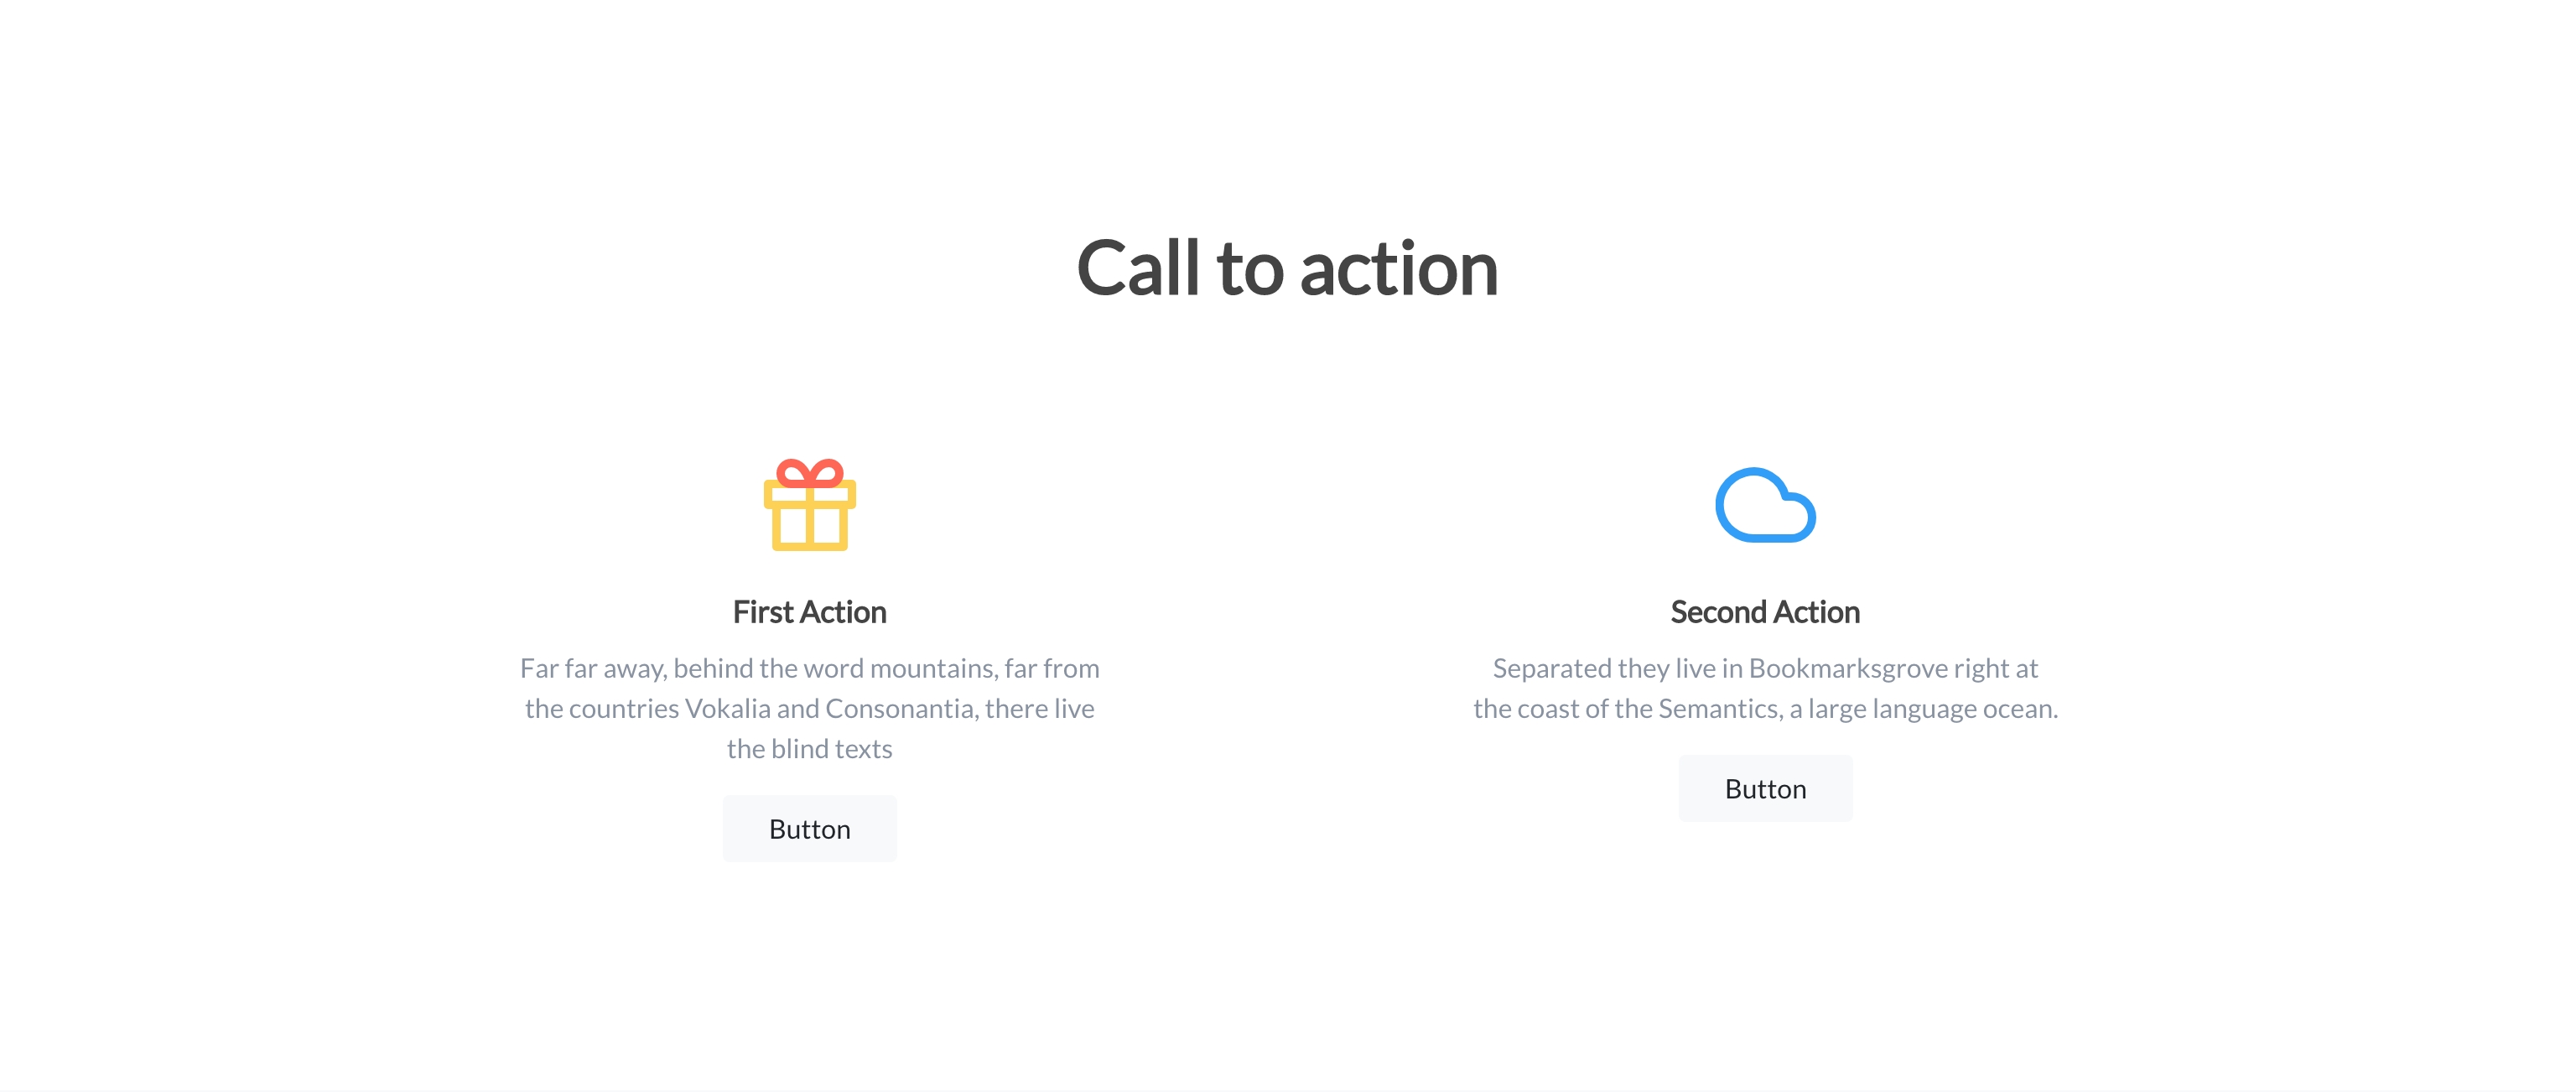 Call to action
First Action
Far far away, behind the word mountains, far from
the countries Vokalia and Consonantia, there live
the blind texts
Button
Second Action
Separated they live in Bookmarksgrove right at
the coast of the Semantics, a large language ocean.
Button